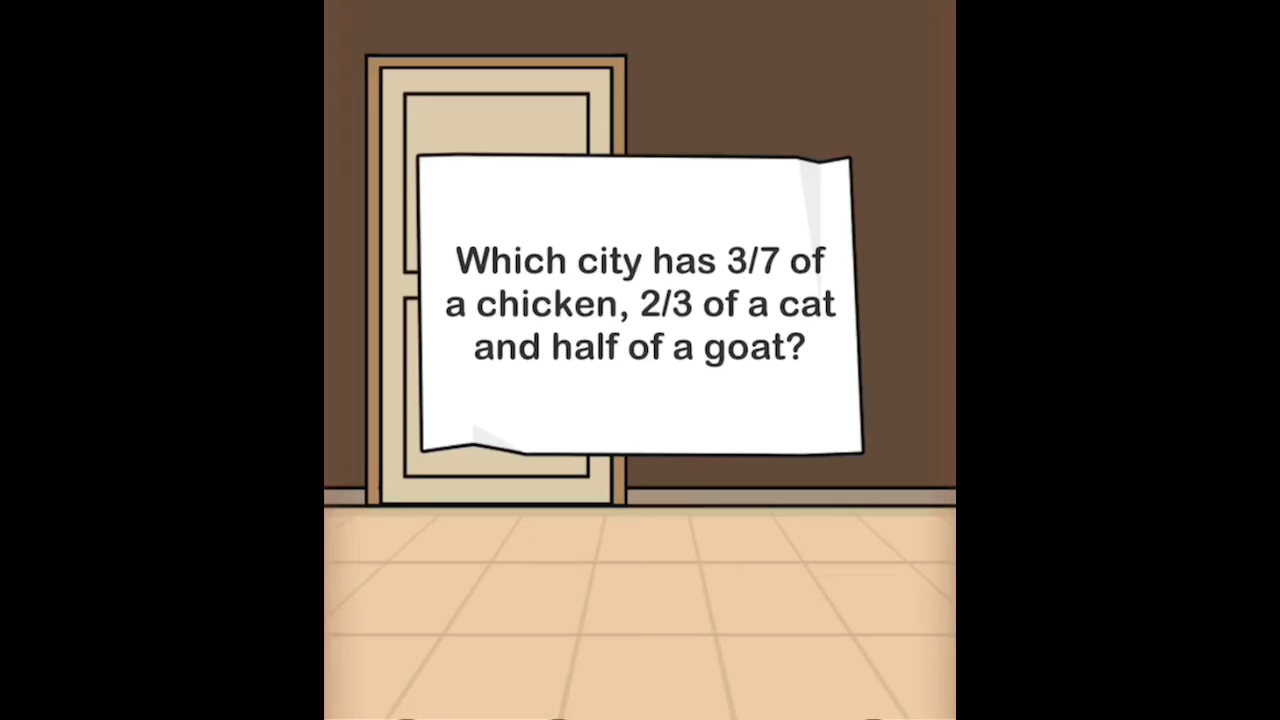 Which city has 3/7 of
a chicken, 2/3 of a cat
and half of a goat?